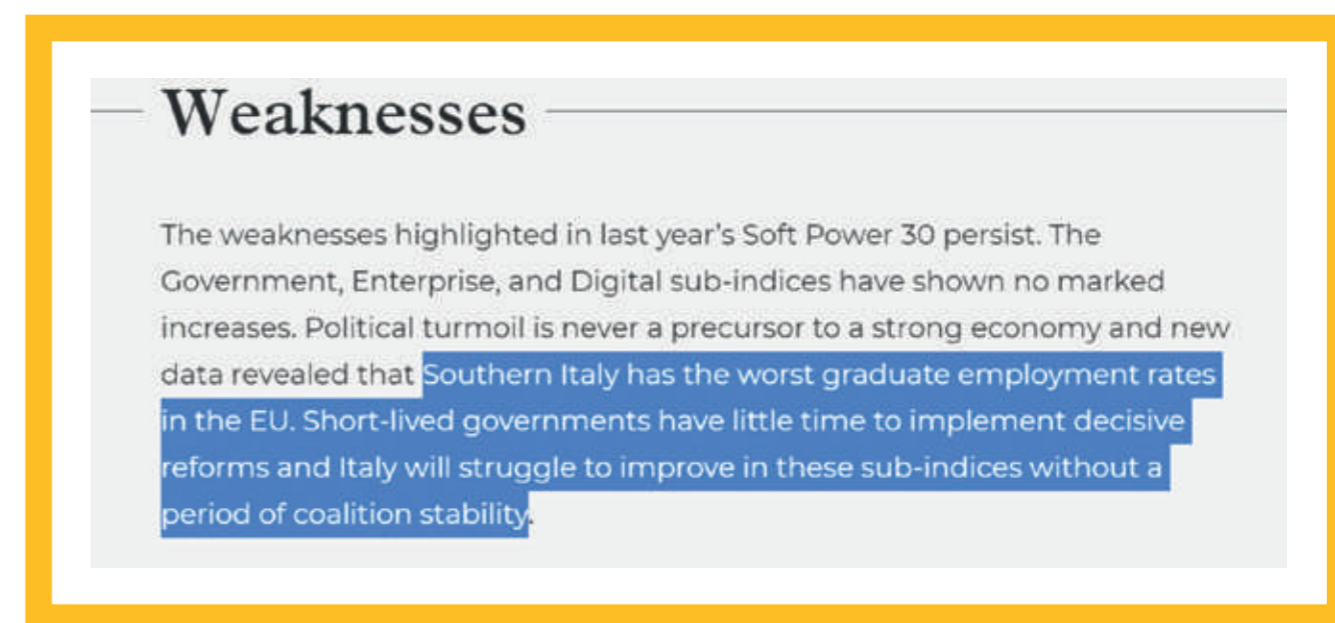 Weaknesses
The weaknesses highlighted in last year's Soft Power 30 persist. The
Government, Enterprise, and Digital sub-indices have shown no marked
increases. Political turmoil is never a precursor to a strong economy and new
data revealed that Southern Italy has the worst graduate employment rates
in the EU. Short-lived governments have little time to implement decisive
reforms and Italy will struggle to improve in these sub-indices without a
period of coalition stability.